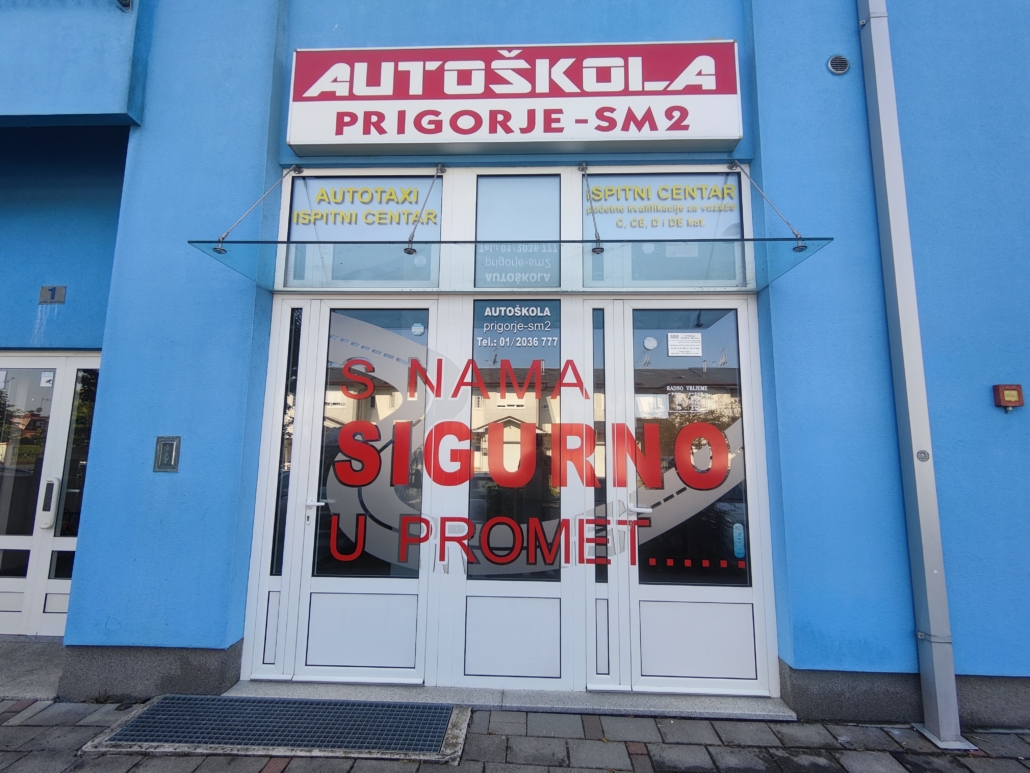 AUTOŠKOLA
PRIGORJE-SM2
AUTOTAXI
ISPITNI CENTAR
ISPITNI CENTAR
početne kvalifikacije za vozače
C, CE, D i DE kat.
AUTOŠKOLA
prigorje-sm2
Tel.: 01/2036 777
S NAMA
SIGURNO
U PROMET......
RADNO VRIJEME
1